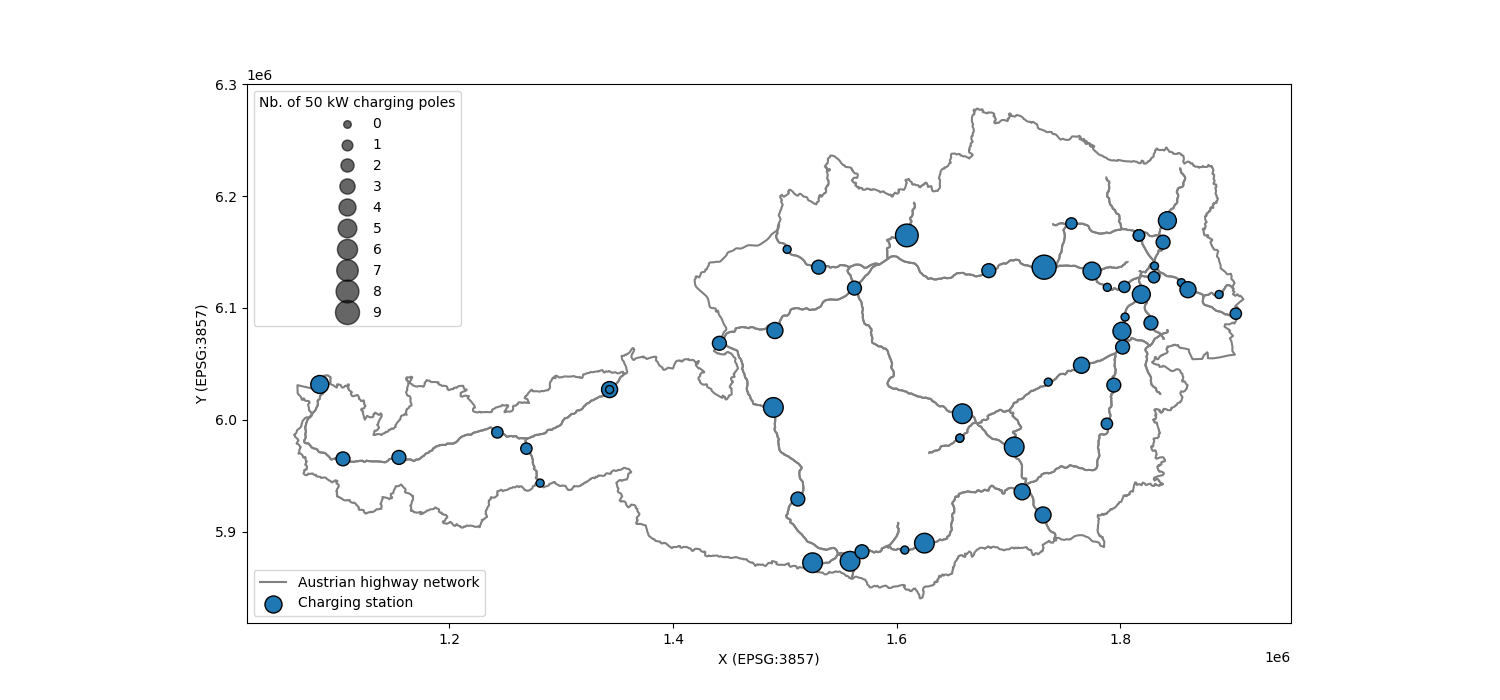 1e6
6.3
6.2
6.1
6.0
5.9
Y (EPSG:3857)
Nb. of 50 kW charging poles
0
1
2
3
4
5
6
7
8
9
Austrian highway network
Charging station
1.2
1.4
1.6
1.8
1e6
X (EPSG:3857)